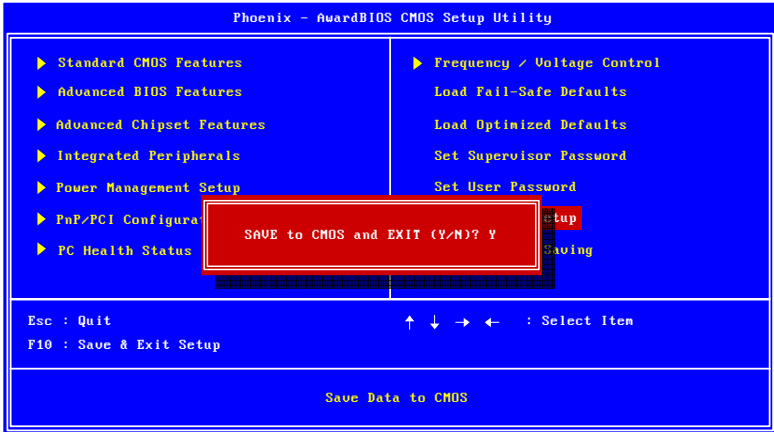 Phoenix - AwardBIOS CMOS Setup Utility
Standard CMOS Features
Advanced BIOS Features
Advanced Chipset Features
Integrated Peripherals
Power Management Setup
PnP/PCI Configurat
PC Health Status
Frequency / Voltage Control
Load Fail-Safe Defaults
Load Optimized Defaults
Set Supervisor Password
Set User Password
etup
Saving
SAVE to CMOS and EXIT (Y/N)? Y
Esc : Quit
↑ ↓ → ← : Select Item
F10 : Save & Exit Setup
Save Data to CMOS